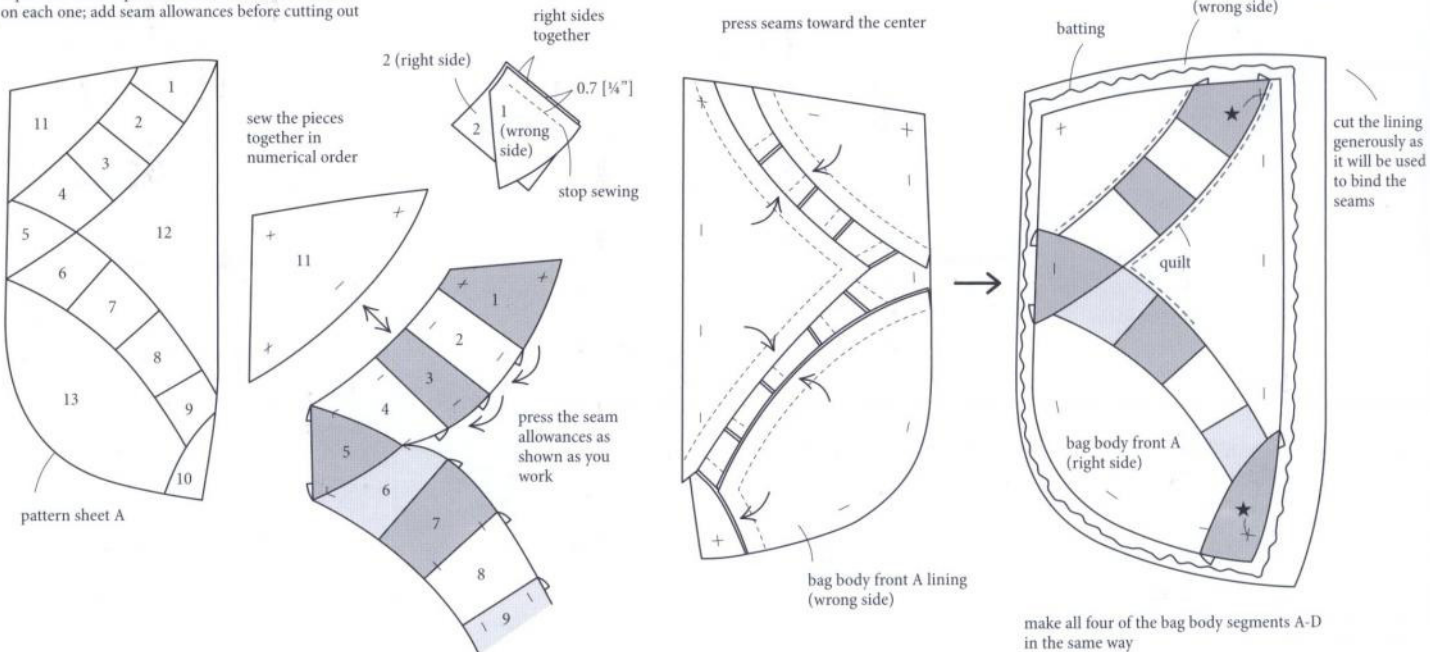 on each one; add seam allowances before cutting out
1
2
3
4
5
6
7
8
9
10
11
12
13
pattern sheet A
sew the pieces
together in
numerical order
2 (right side)
right sides
together
0.7 [¼”]
1
(wrong
side)
2
stop sewing
11
1
2
3
4
5
6
7
8
9
press the seam
allowances as
shown as you
work
press seams toward the center
bag body front A lining
(wrong side)
batting
(wrong side)
cut the lining
generously as
it will be used
to bind the
seams
quilt
bag body front A
(right side)
make all four of the bag body segments A-D
in the same way